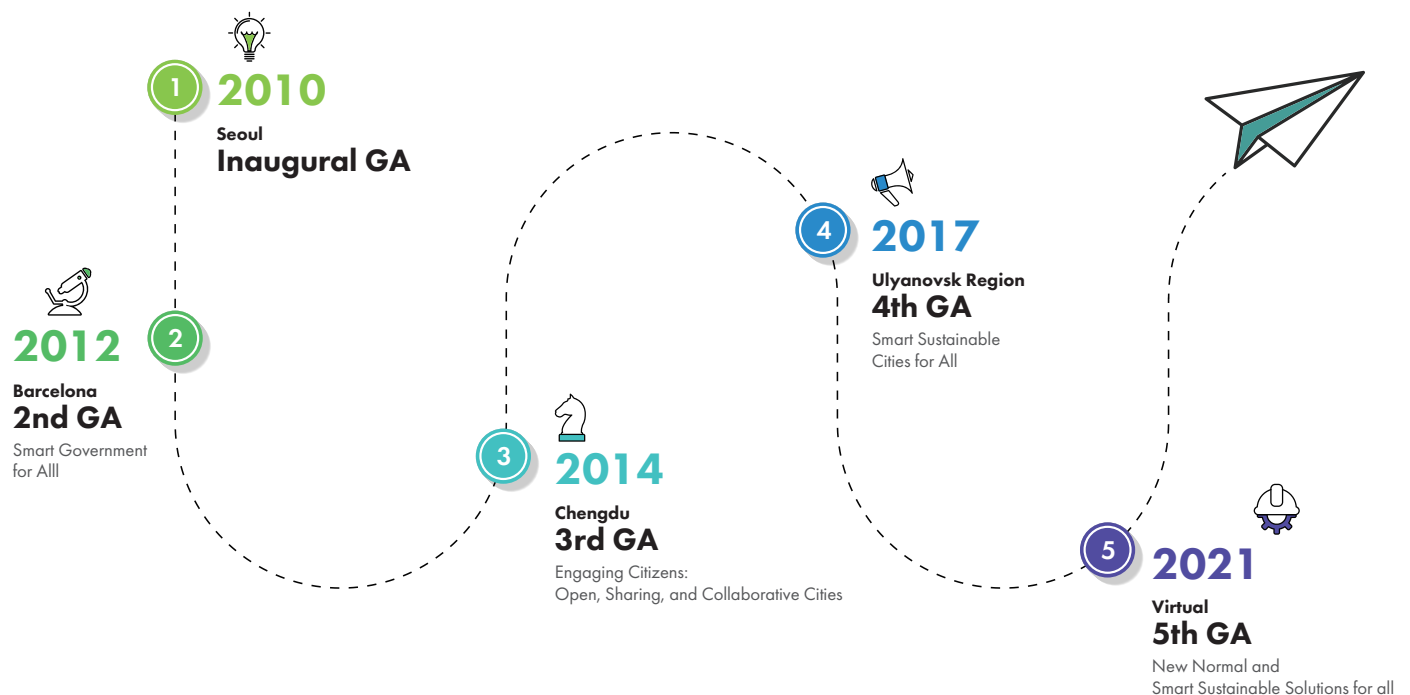 1
2010
Seoul
Inaugural GA
2
2012
Barcelona
2nd GA
Smart Government
for Alll
3
2014
Chengdu
3rd GA
Engaging Citizens:
Open, Sharing, and Collaborative Cities
4
2017
Ulyanovsk Region
4th GA
Smart Sustainable
Cities for All
5
2021
Virtual
5th GA
New Normal and
Smart Sustainable Solutions for all